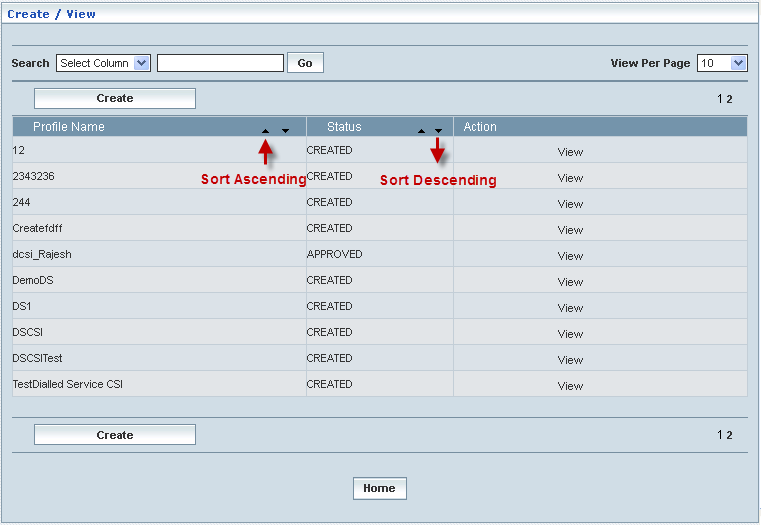 Create / View
Search Select Column Go View Per Page 10
Create 1 2
Profile Name Status Action
12 CREATED View
Sort Ascending Sort Descending
2343236 CREATED View
244 CREATED View
Createfdff CREATED View
dcsi_Rajesh APPROVED View
DemoDS CREATED View
DS1 CREATED View
DSCSI CREATED View
DSCSITest CREATED View
TestDialled Service CSI CREATED View
Create 1 2
Home